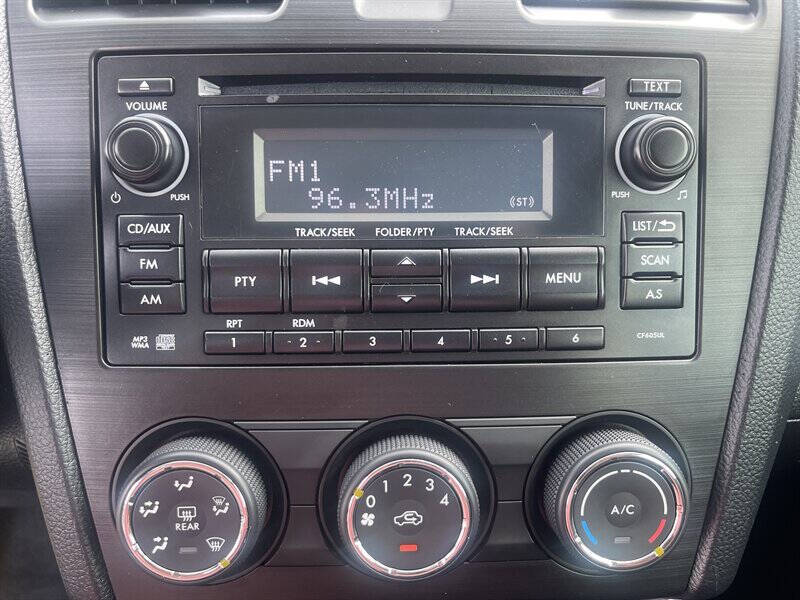 TEXT
VOLUME
TUNE/TRACK
FM1
96.3MHz
(ST)
PUSH
PUSH
CD/AUX
TRACK/SEEK
FOLDER/PTY
TRACK/SEEK
LIST/
FM
PTY
MENU
SCAN
AM
A.S
RPT
RDM
MP3
WMA
1
2
3
4
5
6
CF605UL
0 1 2 3 4
REAR
A/C